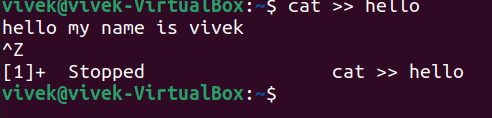 vivek@vivek-VirtualBox:~$ cat >> hello
hello my name is vivek
^Z
[1]+  Stopped                 cat >> hello
vivek@vivek-VirtualBox:~$